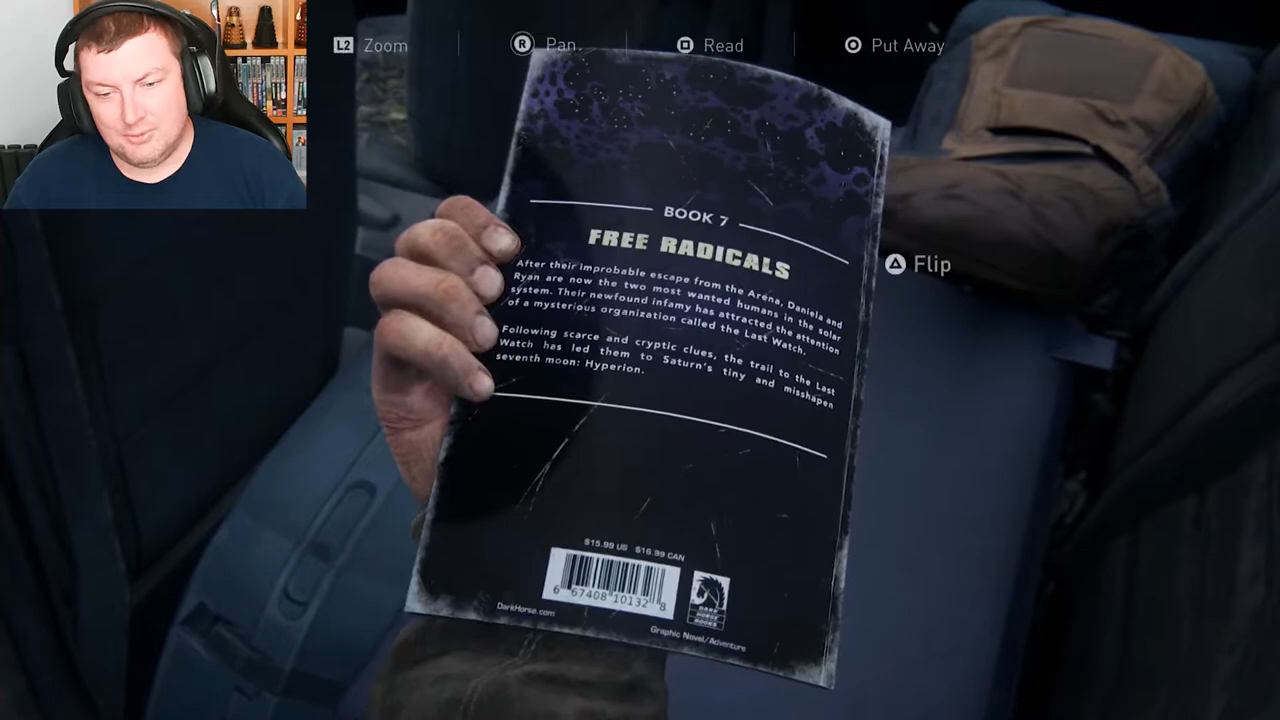 L2 Zoom
R Pan
Read
Put Away
BOOK 7
FREE RADICALS
Flip
After their improbable escape from the Arena, Daniela and
Ryan are now the two most wanted humans in the solar
system. Their newfound infamy has attracted the attention
of a mysterious organization called the Last Watch.
Following scarce and cryptic clues, the trail to the Last
Watch has led them to Saturn's tiny and misshapen
seventh moon: Hyperion.
$15.99 US $16.99 CAN
6 67408 10132 8
DARK
HORSE
BOOKS
DarkHorse.com
Graphic Novel/Adventure